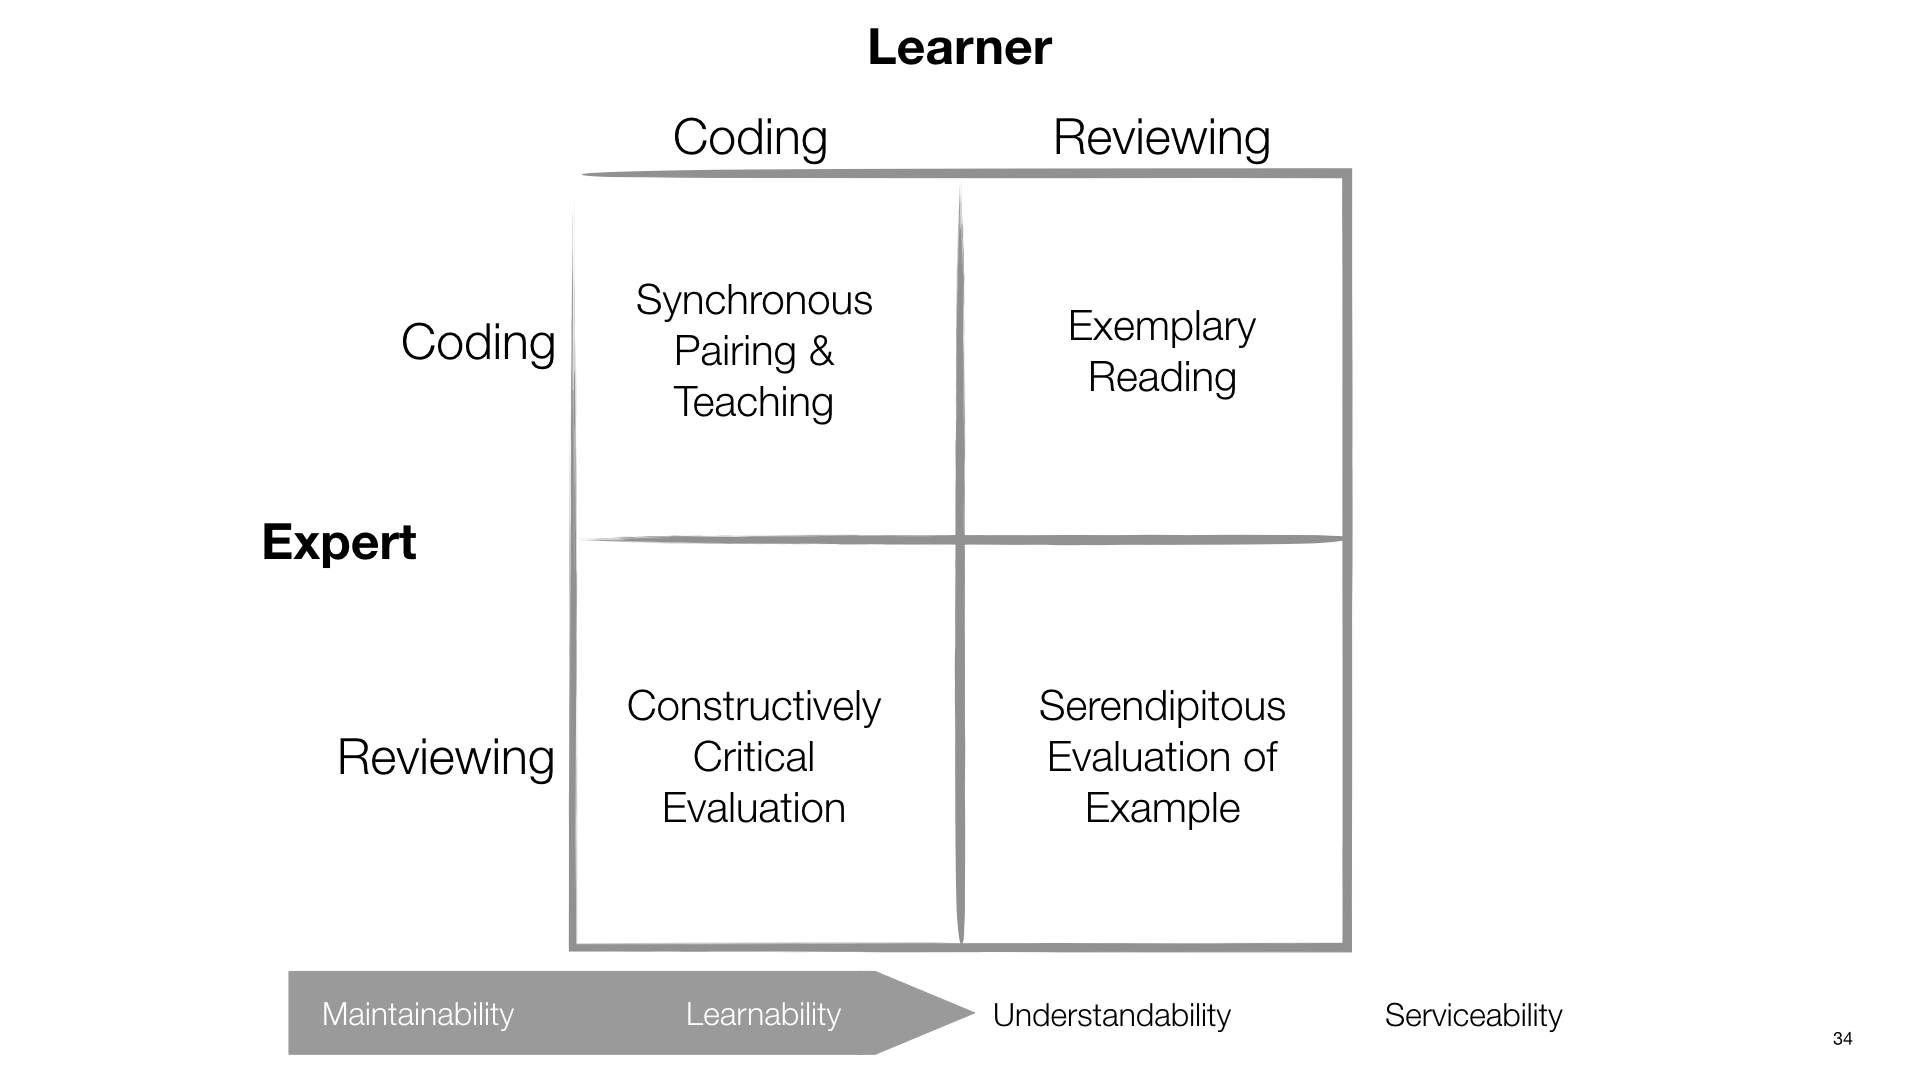 Learner
Coding
Reviewing
Coding
Synchronous
Pairing &
Teaching
Exemplary
Reading
Expert
Reviewing
Constructively
Critical
Evaluation
Serendipitous
Evaluation of
Example
Maintainability
Learnability
Understandability
Serviceability
34